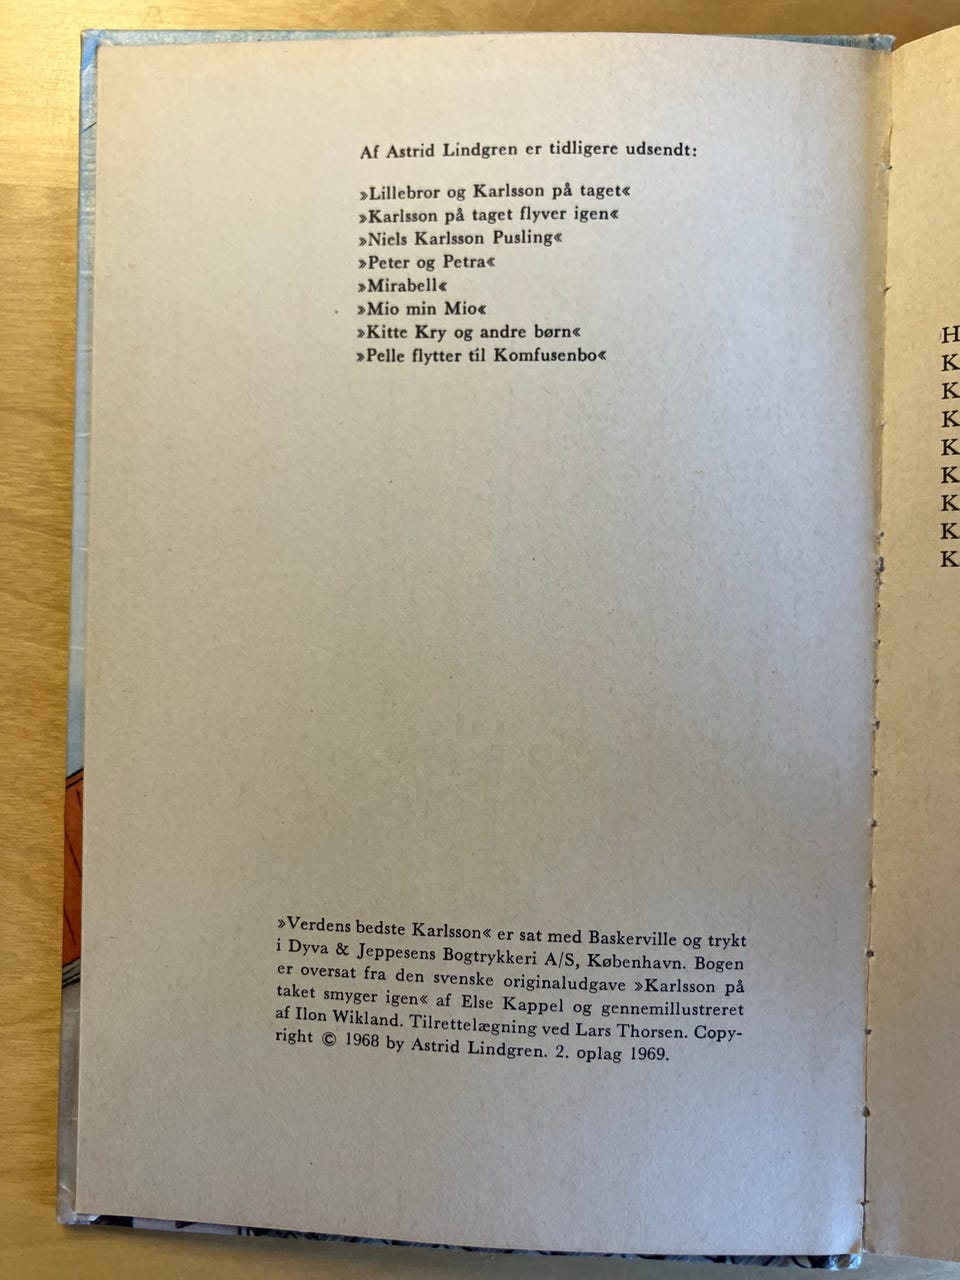 Af Astrid Lindgren er tidligere udsendt:
»Lillebror og Karlsson på taget«
»Karlsson på taget flyver igen«
»Niels Karlsson Pusling«
»Peter og Petra«
»Mirabell«
»Mio min Mio«
»Kitte Kry og andre børn«
»Pelle flytter til Komfusenbo«
»Verdens bedste Karlsson« er sat med Baskerville og trykt
i Dyva & Jeppesens Bogtrykkeri A/S, København. Bogen
er oversat fra den svenske originaludgave »Karlsson på
taket smyger igen« af Else Kappel og gennemillustreret
af Ilon Wikland. Tilrettelægning ved Lars Thorsen. Copy-
right © 1968 by Astrid Lindgren. 2. oplag 1969.